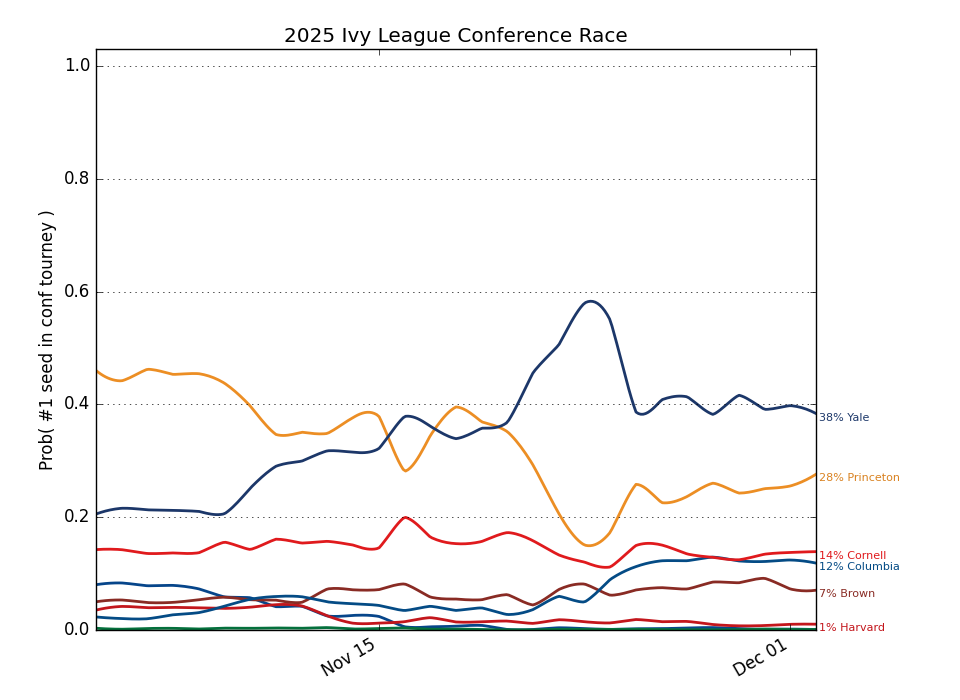 2025 Ivy League Conference Race
Prob( #1 seed in conf tourney )
1.0
0.8
0.6
0.4
0.2
0.0
38% Yale
28% Princeton
14% Cornell
12% Columbia
7% Brown
1% Harvard
Nov 15
Dec 01